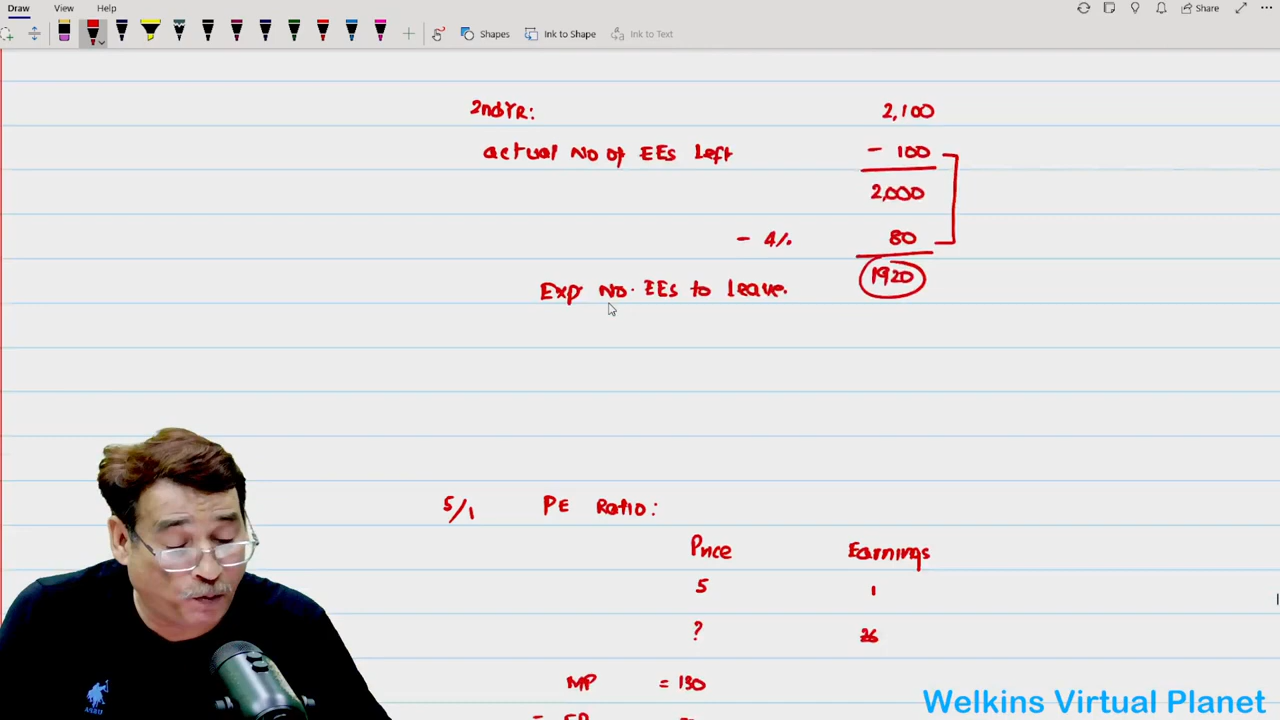 Draw View Help Share
Shapes Ink to Shape Ink to Text
2ndYR: 2,100
actual No of EEs Left - 100
2,000
- 4% 80
Exp No. EEs to Leave. 1920
5/1 PE Ratio:
Price Earnings
5 1
? 26
MP = 130
Welkins Virtual Planet